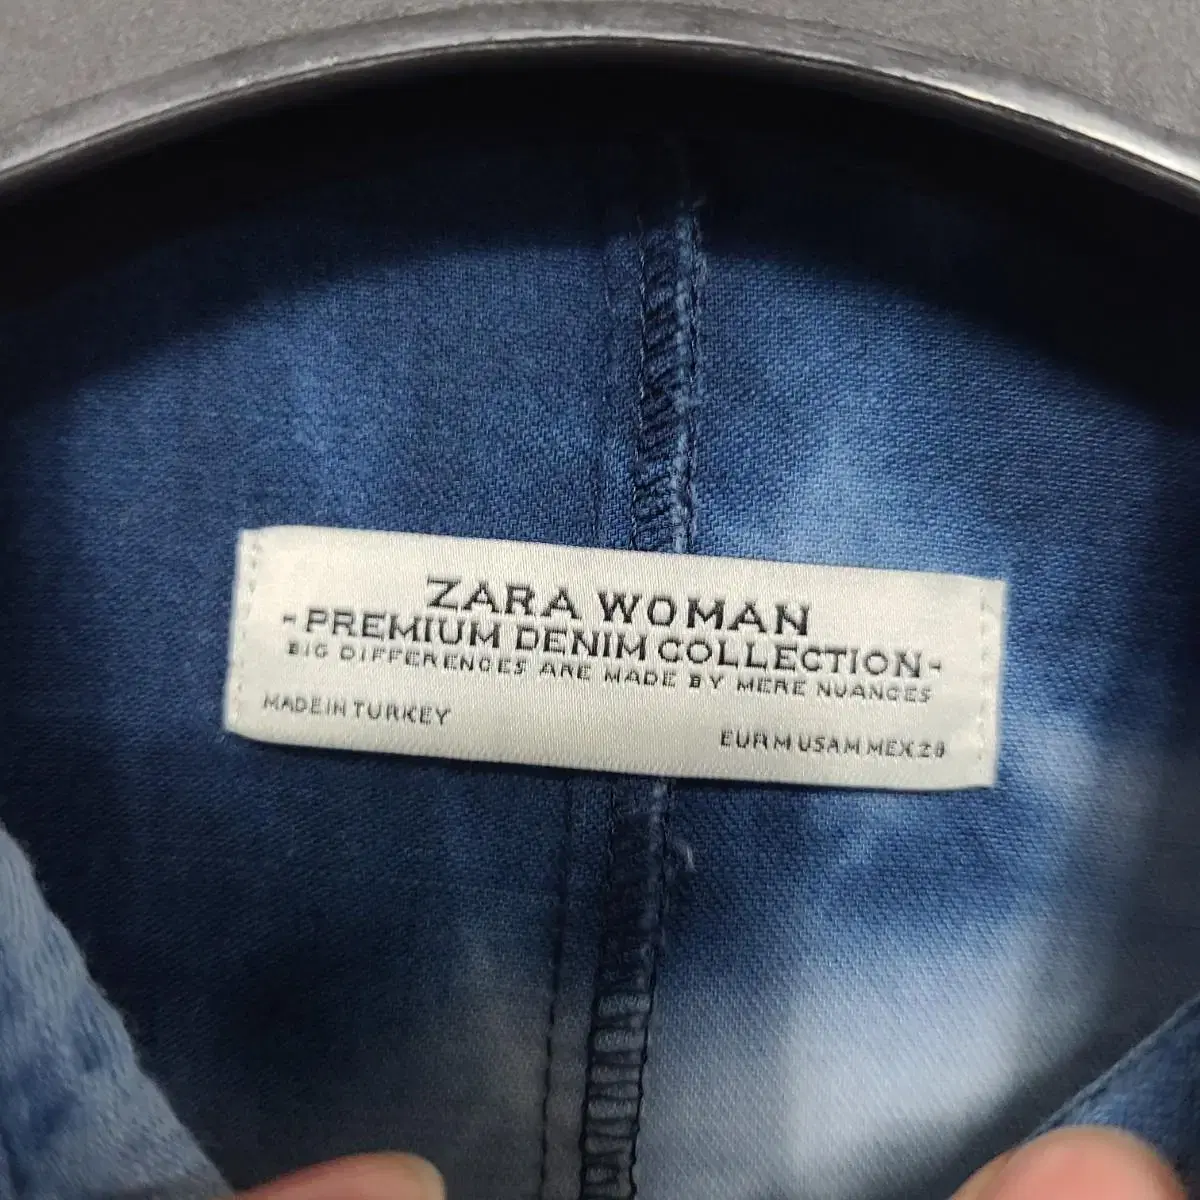 ZARA WOMAN
-PREMIUM DENIM COLLECTION-
BIG DIFFERENCES ARE MADE BY MERE NUANCES
MADE IN TURKEY
EUR M USA M MEX 28